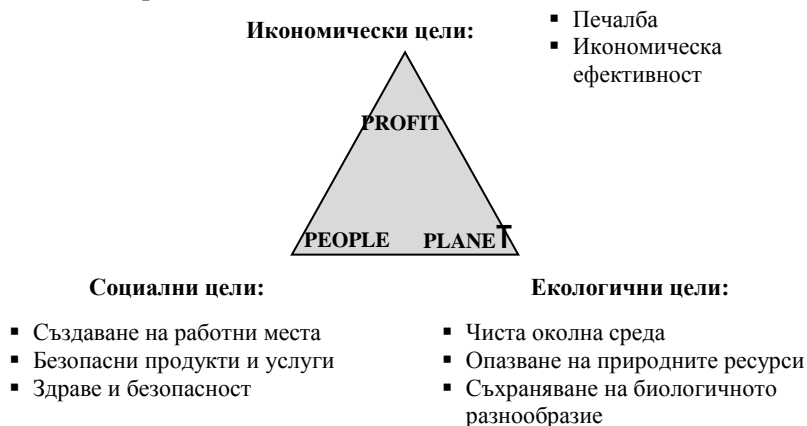 Икономически цели:
▪ Печалба
▪ Икономическа
ефективност
PROFIT
PEOPLE PLANET
Социални цели:
▪ Създаване на работни места
▪ Безопасни продукти и услуги
▪ Здраве и безопасност
Екологични цели:
▪ Чиста околна среда
▪ Опазване на природните ресурси
▪ Съхраняване на биологичното
разнообразие